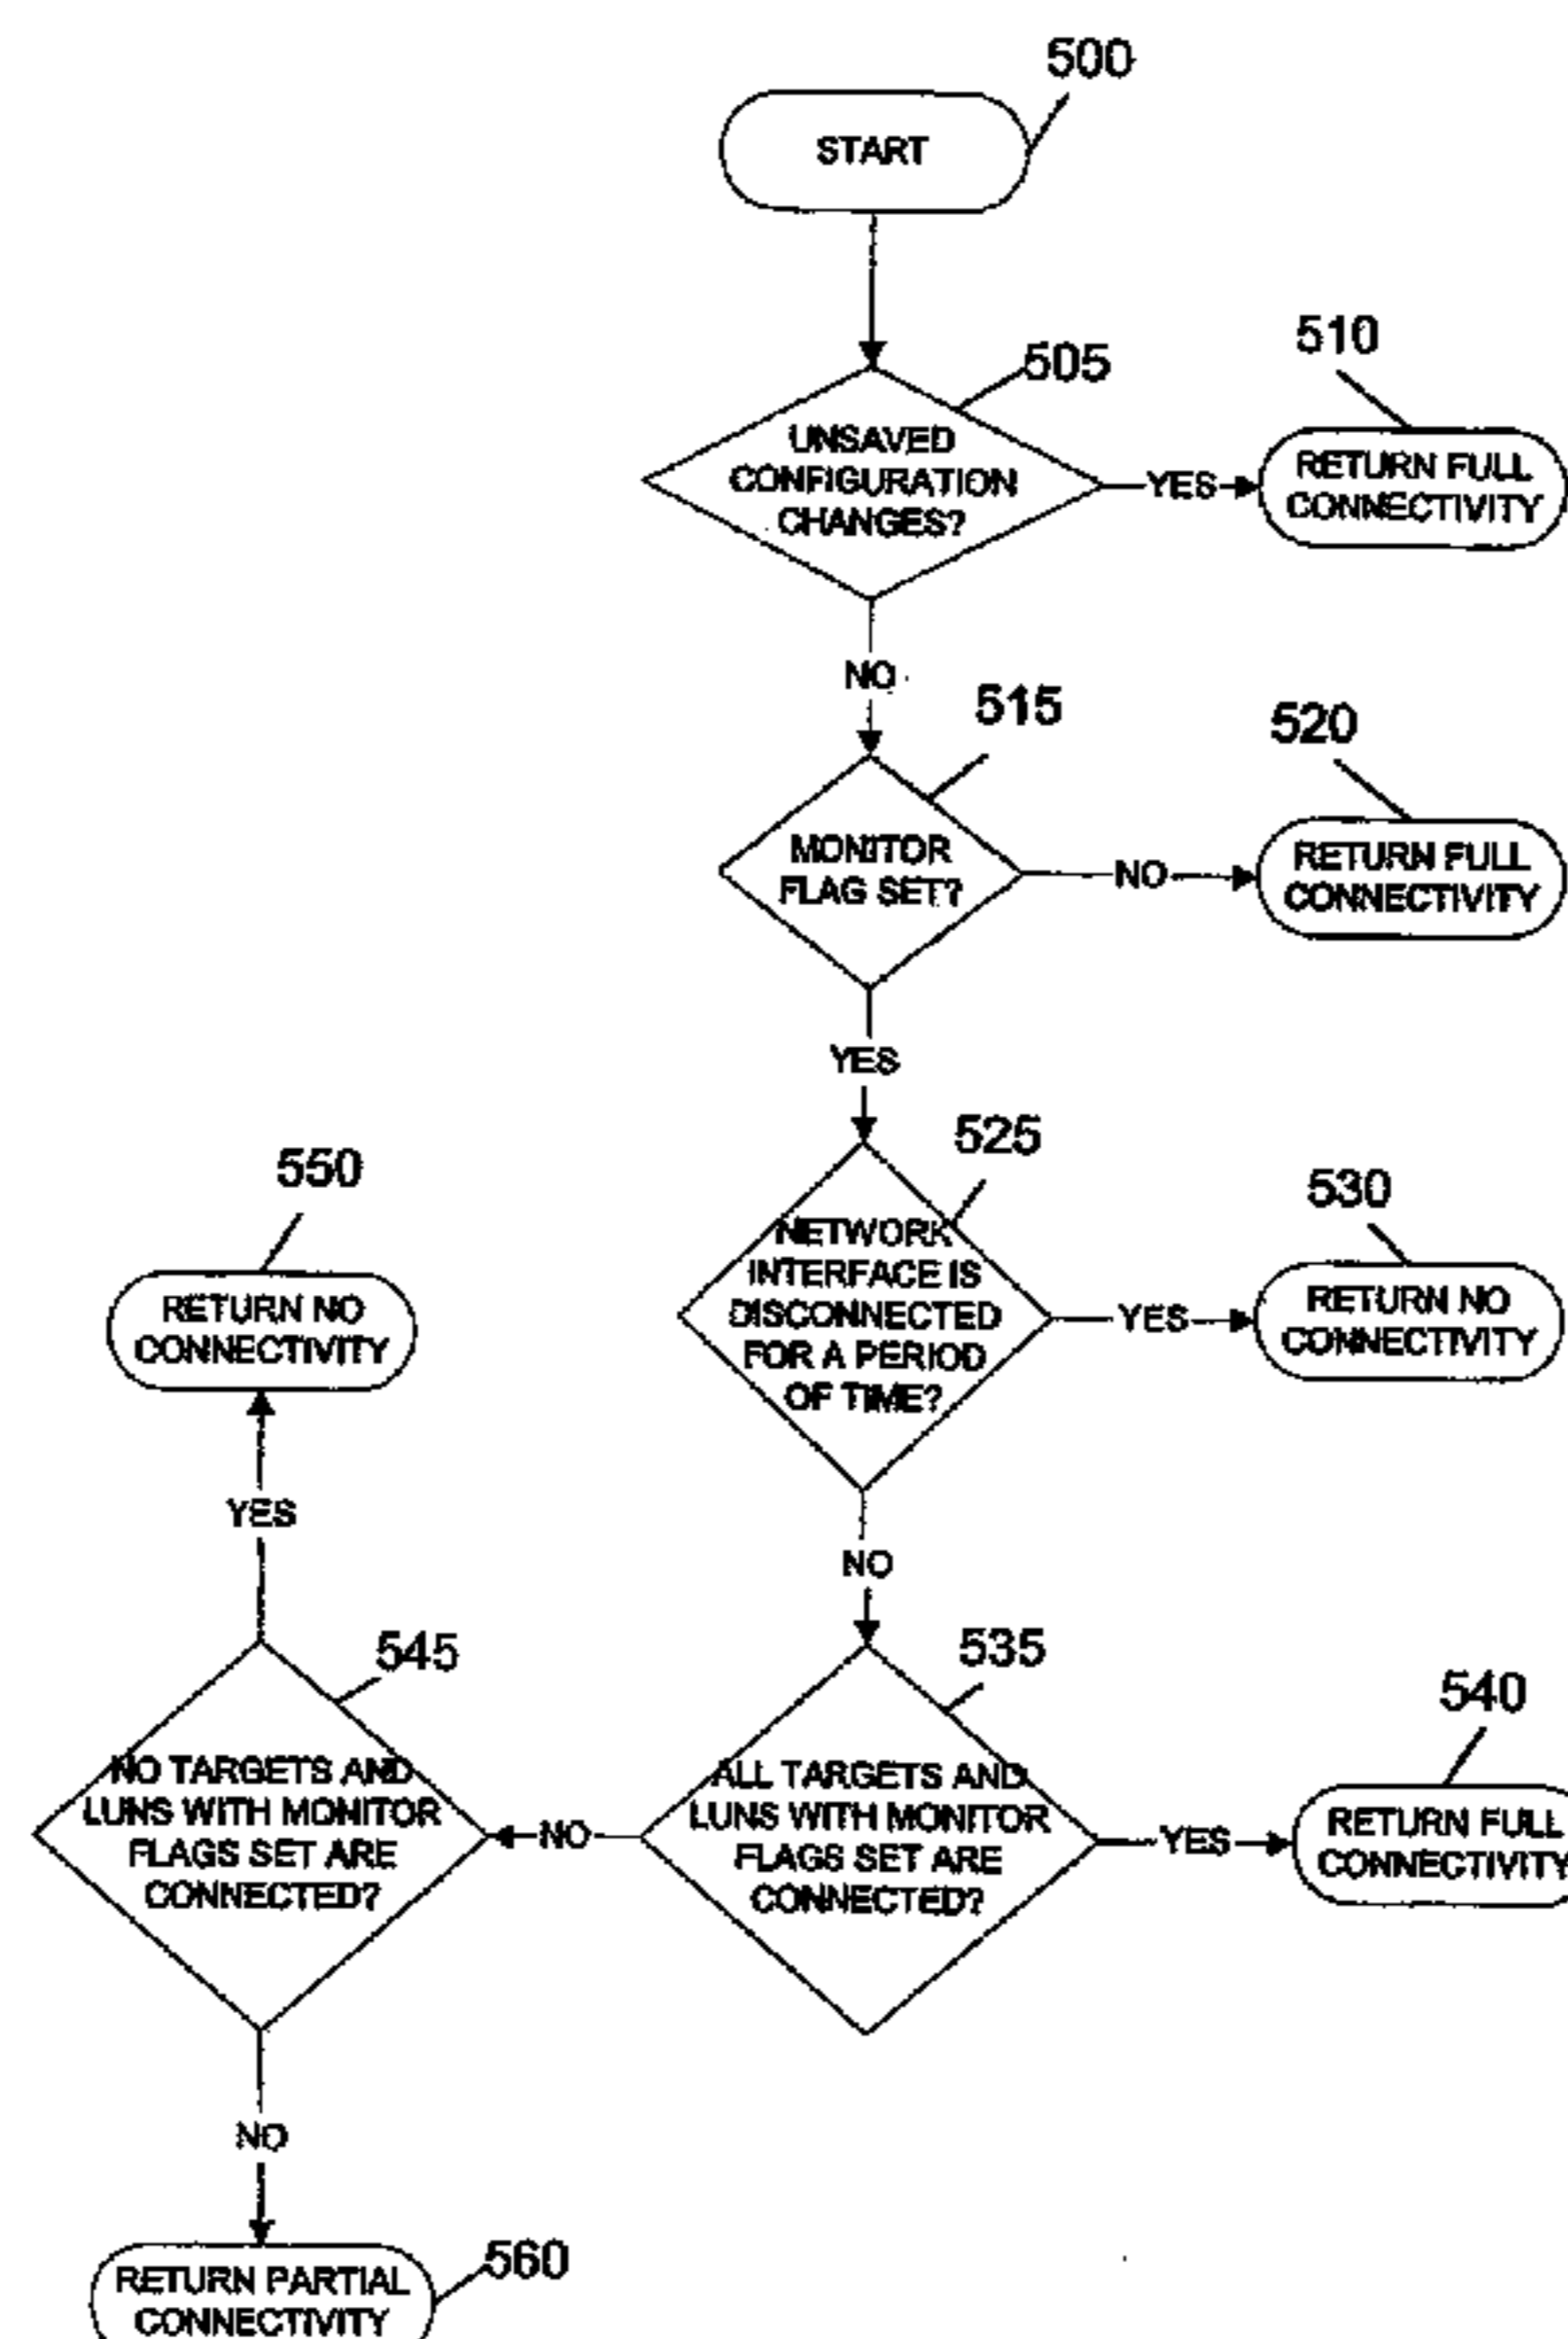 500
START
505
UNSAVED
CONFIGURATION
CHANGES?
YES
510
RETURN FULL
CONNECTIVITY
NO
515
MONITOR
FLAG SET?
NO
520
RETURN FULL
CONNECTIVITY
YES
525
NETWORK
INTERFACE IS
DISCONNECTED
FOR A PERIOD
OF TIME?
YES
530
RETURN NO
CONNECTIVITY
NO
535
ALL TARGETS AND
LUNS WITH MONITOR
FLAGS SET ARE
CONNECTED?
YES
540
RETURN FULL
CONNECTIVITY
NO
545
NO TARGETS AND
LUNS WITH MONITOR
FLAGS SET ARE
CONNECTED?
YES
550
RETURN NO
CONNECTIVITY
NO
560
RETURN PARTIAL
CONNECTIVITY